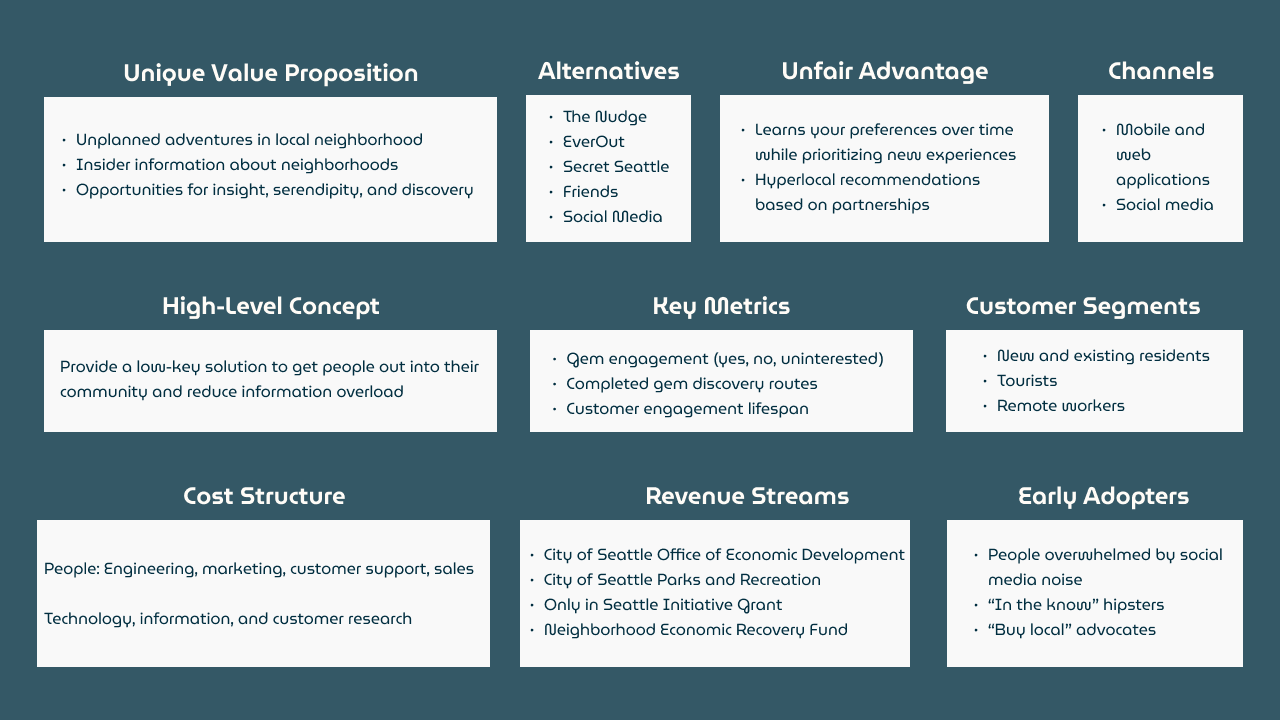 Unique Value Proposition
• Unplanned adventures in local neighborhood
• Insider information about neighborhoods
• Opportunities for insight, serendipity, and discovery
Alternatives
• The Nudge
• EverOut
• Secret Seattle
• Friends
• Social Media
Unfair Advantage
• Learns your preferences over time
while prioritizing new experiences
• Hyperlocal recommendations
based on partnerships
Channels
• Mobile and
web
applications
• Social media
High-Level Concept
Provide a low-key solution to get people out into their
community and reduce information overload
Key Metrics
• Gem engagement (yes, no, uninterested)
• Completed gem discovery routes
• Customer engagement lifespan
Customer Segments
• New and existing residents
• Tourists
• Remote workers
Cost Structure
People: Engineering, marketing, customer support, sales
Technology, information, and customer research
Revenue Streams
• City of Seattle Office of Economic Development
• City of Seattle Parks and Recreation
• Only in Seattle Initiative Grant
• Neighborhood Economic Recovery Fund
Early Adopters
• People overwhelmed by social
media noise
• “In the know” hipsters
• “Buy local” advocates